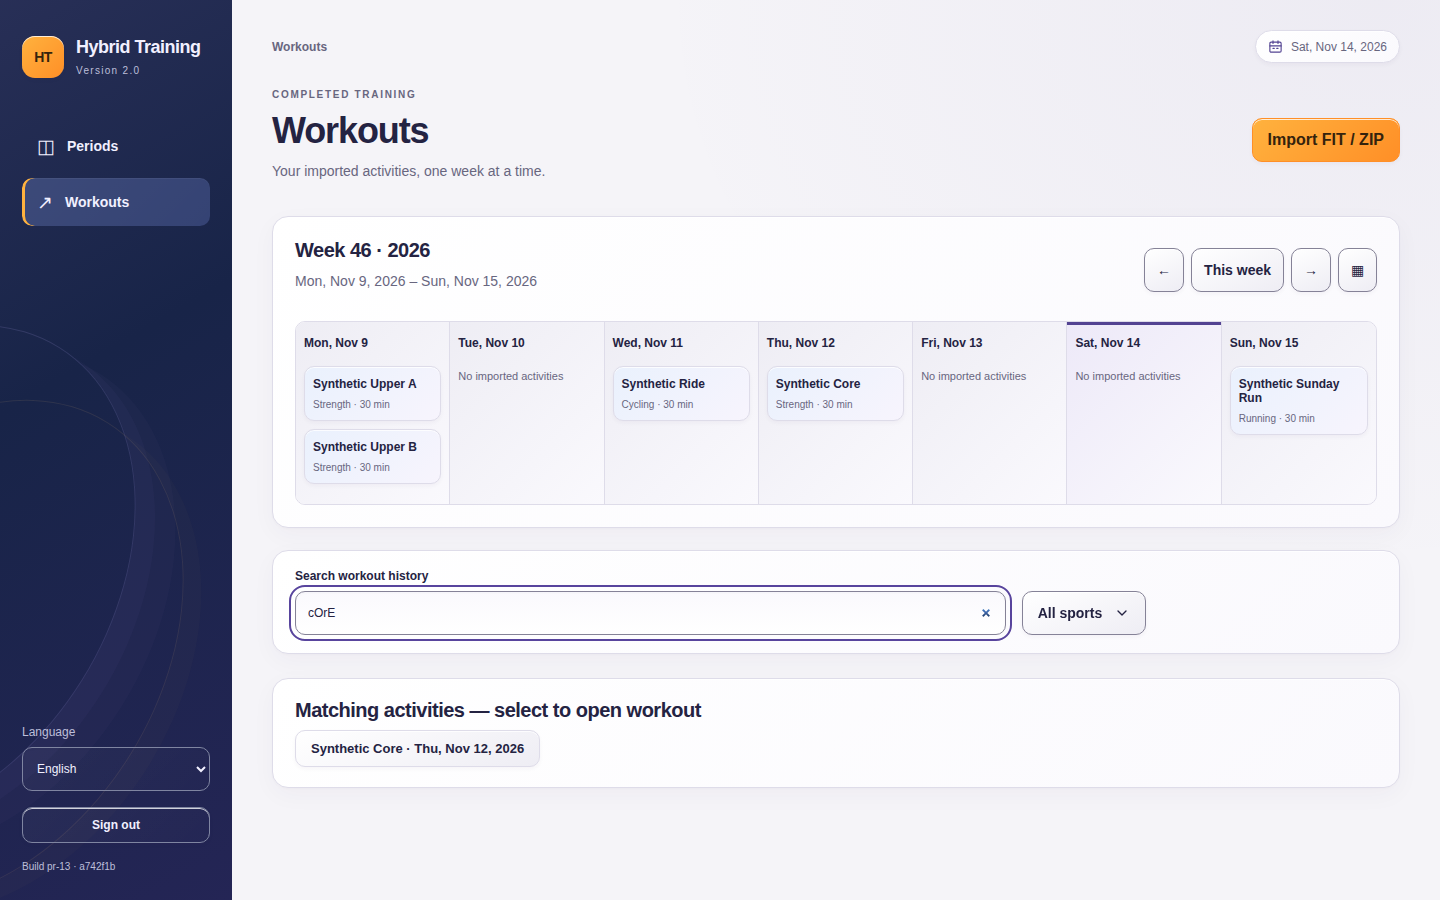 HT
Hybrid Training
Version 2.0
Periods
Workouts
Language
English
Sign out
Build pr-13 · a742f1b
Workouts
Sat, Nov 14, 2026
COMPLETED TRAINING
Workouts
Your imported activities, one week at a time.
Import FIT / ZIP
Week 46 · 2026
Mon, Nov 9, 2026 – Sun, Nov 15, 2026
←
This week
→
Mon, Nov 9
Synthetic Upper A
Strength · 30 min
Synthetic Upper B
Strength · 30 min
Tue, Nov 10
No imported activities
Wed, Nov 11
Synthetic Ride
Cycling · 30 min
Thu, Nov 12
Synthetic Core
Strength · 30 min
Fri, Nov 13
No imported activities
Sat, Nov 14
No imported activities
Sun, Nov 15
Synthetic Sunday
Run
Running · 30 min
Search workout history
cOrE
×
All sports
Matching activities — select to open workout
Synthetic Core · Thu, Nov 12, 2026